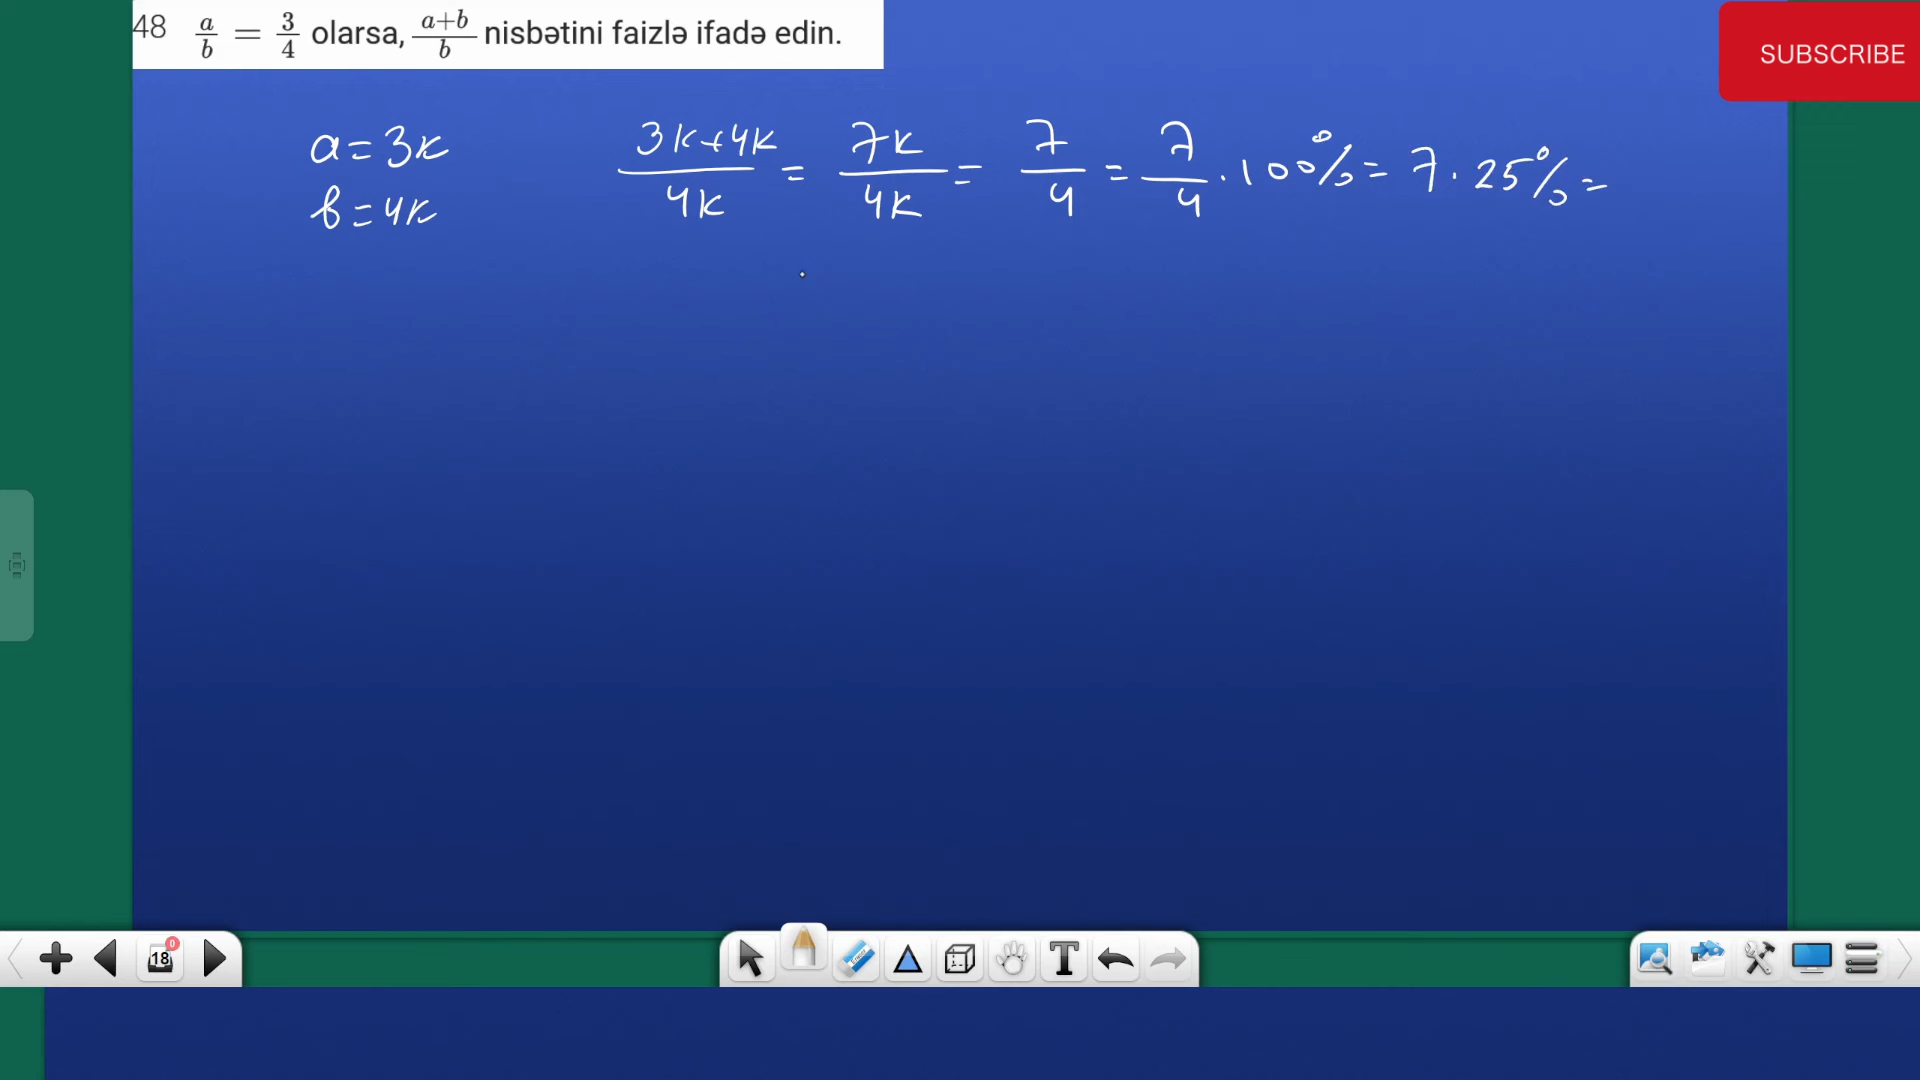 48 a/b = 3/4 olarsa, a+b/b nisbətini faizlə ifadə edin.
SUBSCRIBE
a=3k
b=4k
3k+4k/4k = 7k/4k = 7/4 = 7/4 · 100% = 7 · 25% =
18
0
T